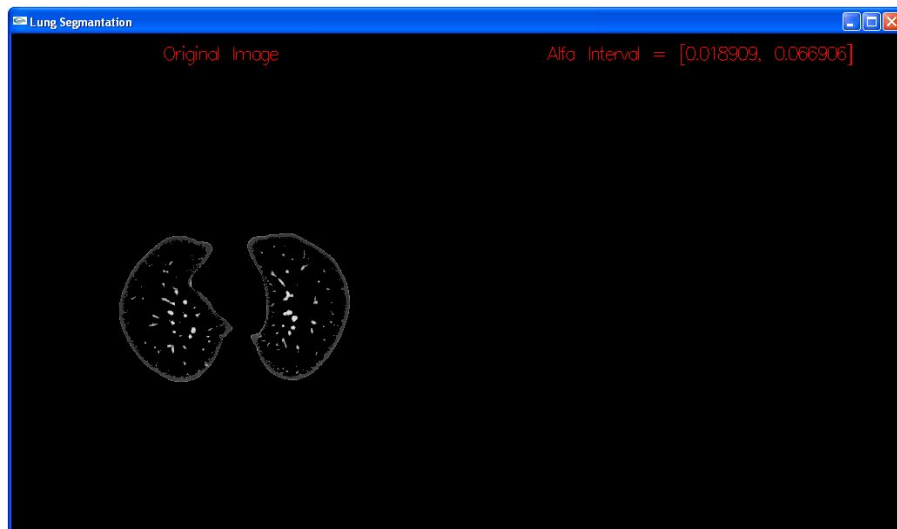 Lung Segmantation
Original Image
Alfa Interval = [0.018909, 0.066906]